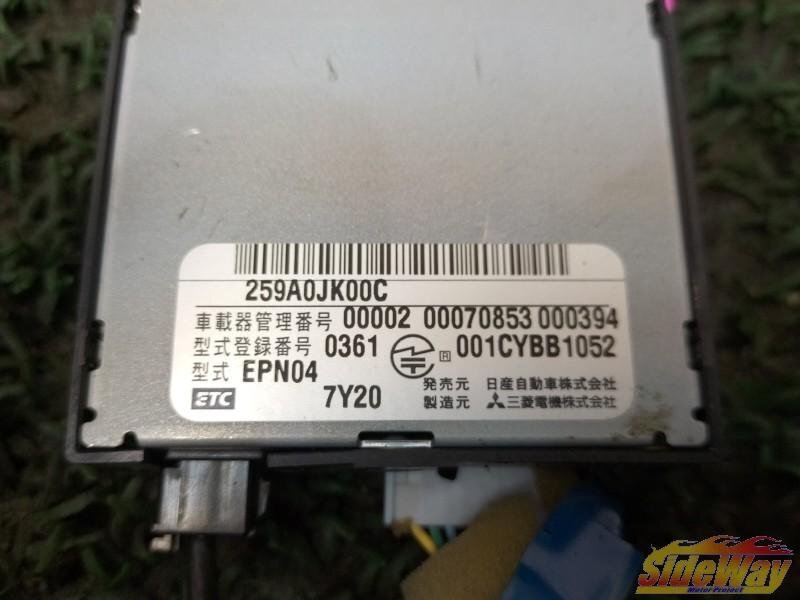 259A0JK00C
車載器管理番号 00002 00070853 000394
型式登録番号 0361 R 001CYBB1052
型式 EPN04
発売元 日産自動車株式会社
ETC 7Y20
製造元 三菱電機株式会社
SideWay
Motor Project